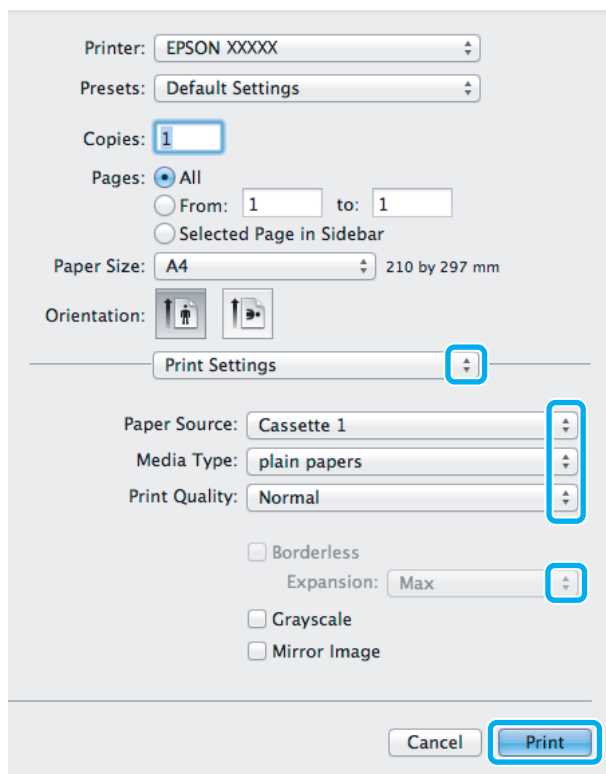 Printer: EPSON XXXXX
Presets: Default Settings
Copies: 1
Pages: All
From: 1 to: 1
Selected Page in Sidebar
Paper Size: A4 210 by 297 mm
Orientation:
Print Settings
Paper Source: Cassette 1
Media Type: plain papers
Print Quality: Normal
Borderless
Expansion: Max
Grayscale
Mirror Image
Cancel Print